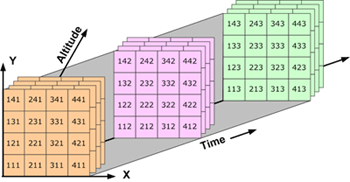 Y
Altitude
141 241 341 441
131 231 331 431
121 221 321 421
111 211 311 411
X
142 242 342 442
132 232 332 432
122 222 322 422
112 212 312 412
Time
143 243 343 443
133 233 333 433
123 223 323 423
113 213 313 413